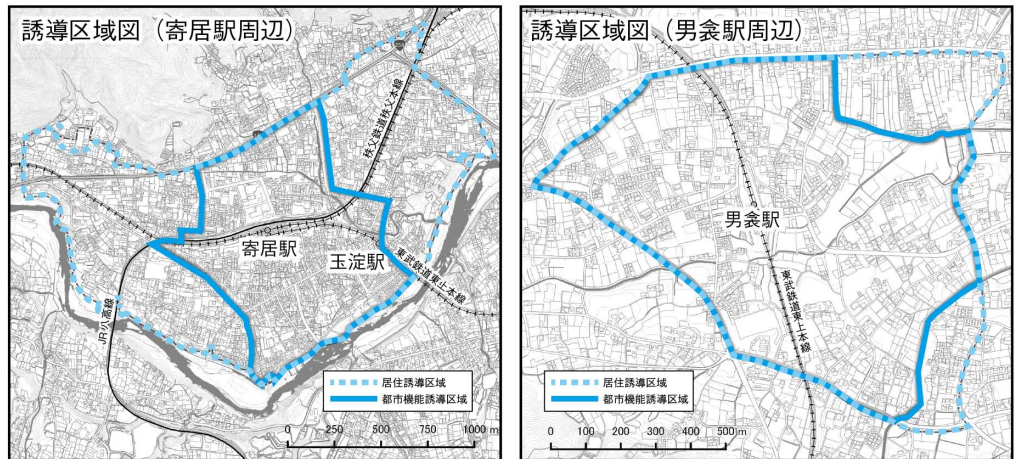 誘導区域図（寄居駅周辺）
秩父鉄道秩父本線
寄居駅
玉淀駅
東武鉄道東上本線
JR八高線
居住誘導区域
都市機能誘導区域
0 250 500 750 1000 m
誘導区域図（男衾駅周辺）
男衾駅
東武鉄道東上本線
居住誘導区域
都市機能誘導区域
0 100 200 300 400 500 m